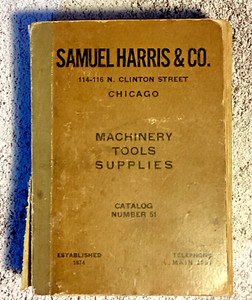 SAMUEL HARRIS & CO.
114-116 N. CLINTON STREET
CHICAGO
MACHINERY
TOOLS
SUPPLIES
CATALOG
NUMBER 51
ESTABLISHED TELEPHONE
1874 MAIN